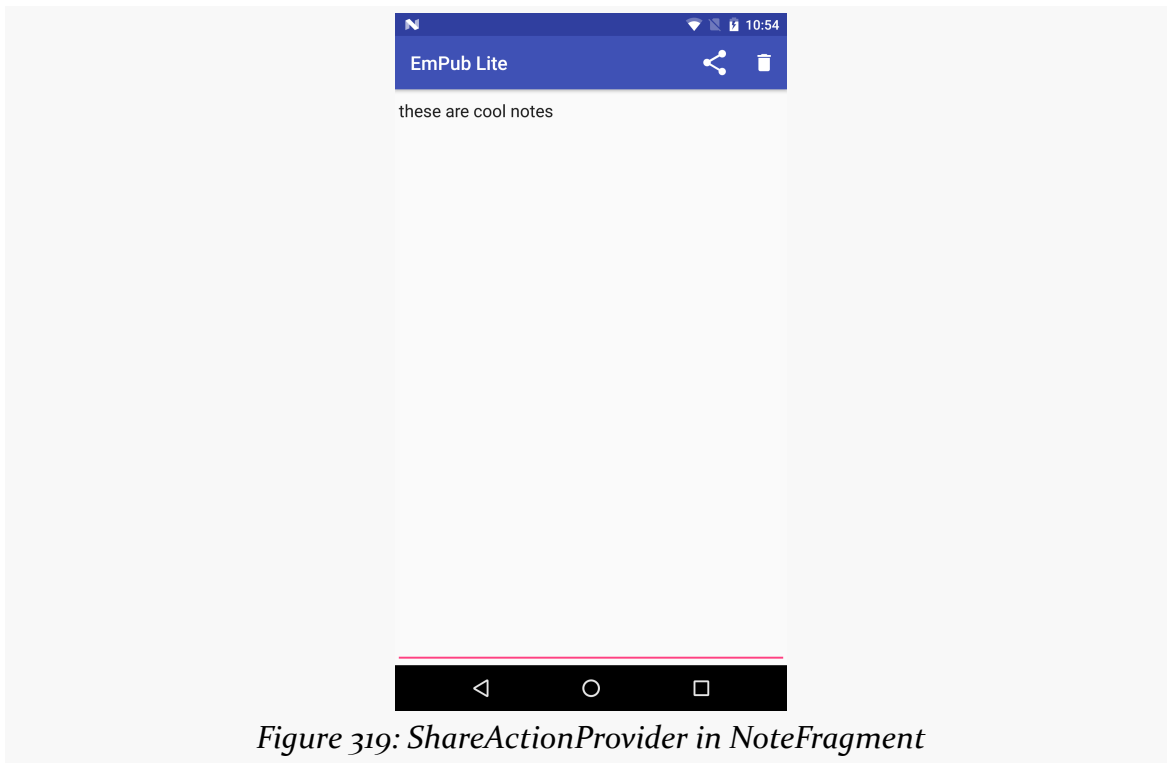 10:54
EmPub Lite
these are cool notes
Figure 319: ShareActionProvider in NoteFragment